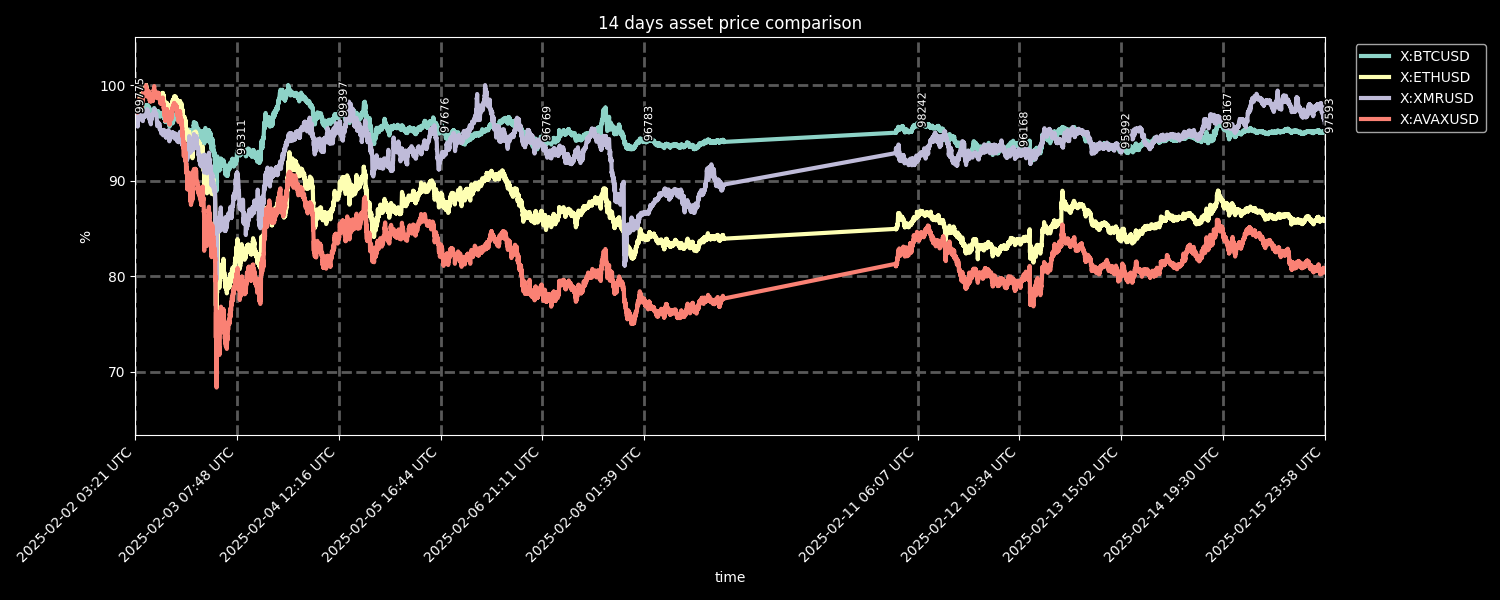 14 days asset price comparison
X:BTCUSD
X:ETHUSD
X:XMRUSD
X:AVAXUSD
100
90
80
70
%
99775
95311
99397
97676
96769
96783
98242
96168
95992
98167
97593
2025-02-02 03:21 UTC
2025-02-03 07:48 UTC
2025-02-04 12:16 UTC
2025-02-05 16:44 UTC
2025-02-06 21:11 UTC
2025-02-08 01:39 UTC
2025-02-11 06:07 UTC
2025-02-12 10:34 UTC
2025-02-13 15:02 UTC
2025-02-14 19:30 UTC
2025-02-15 23:58 UTC
time